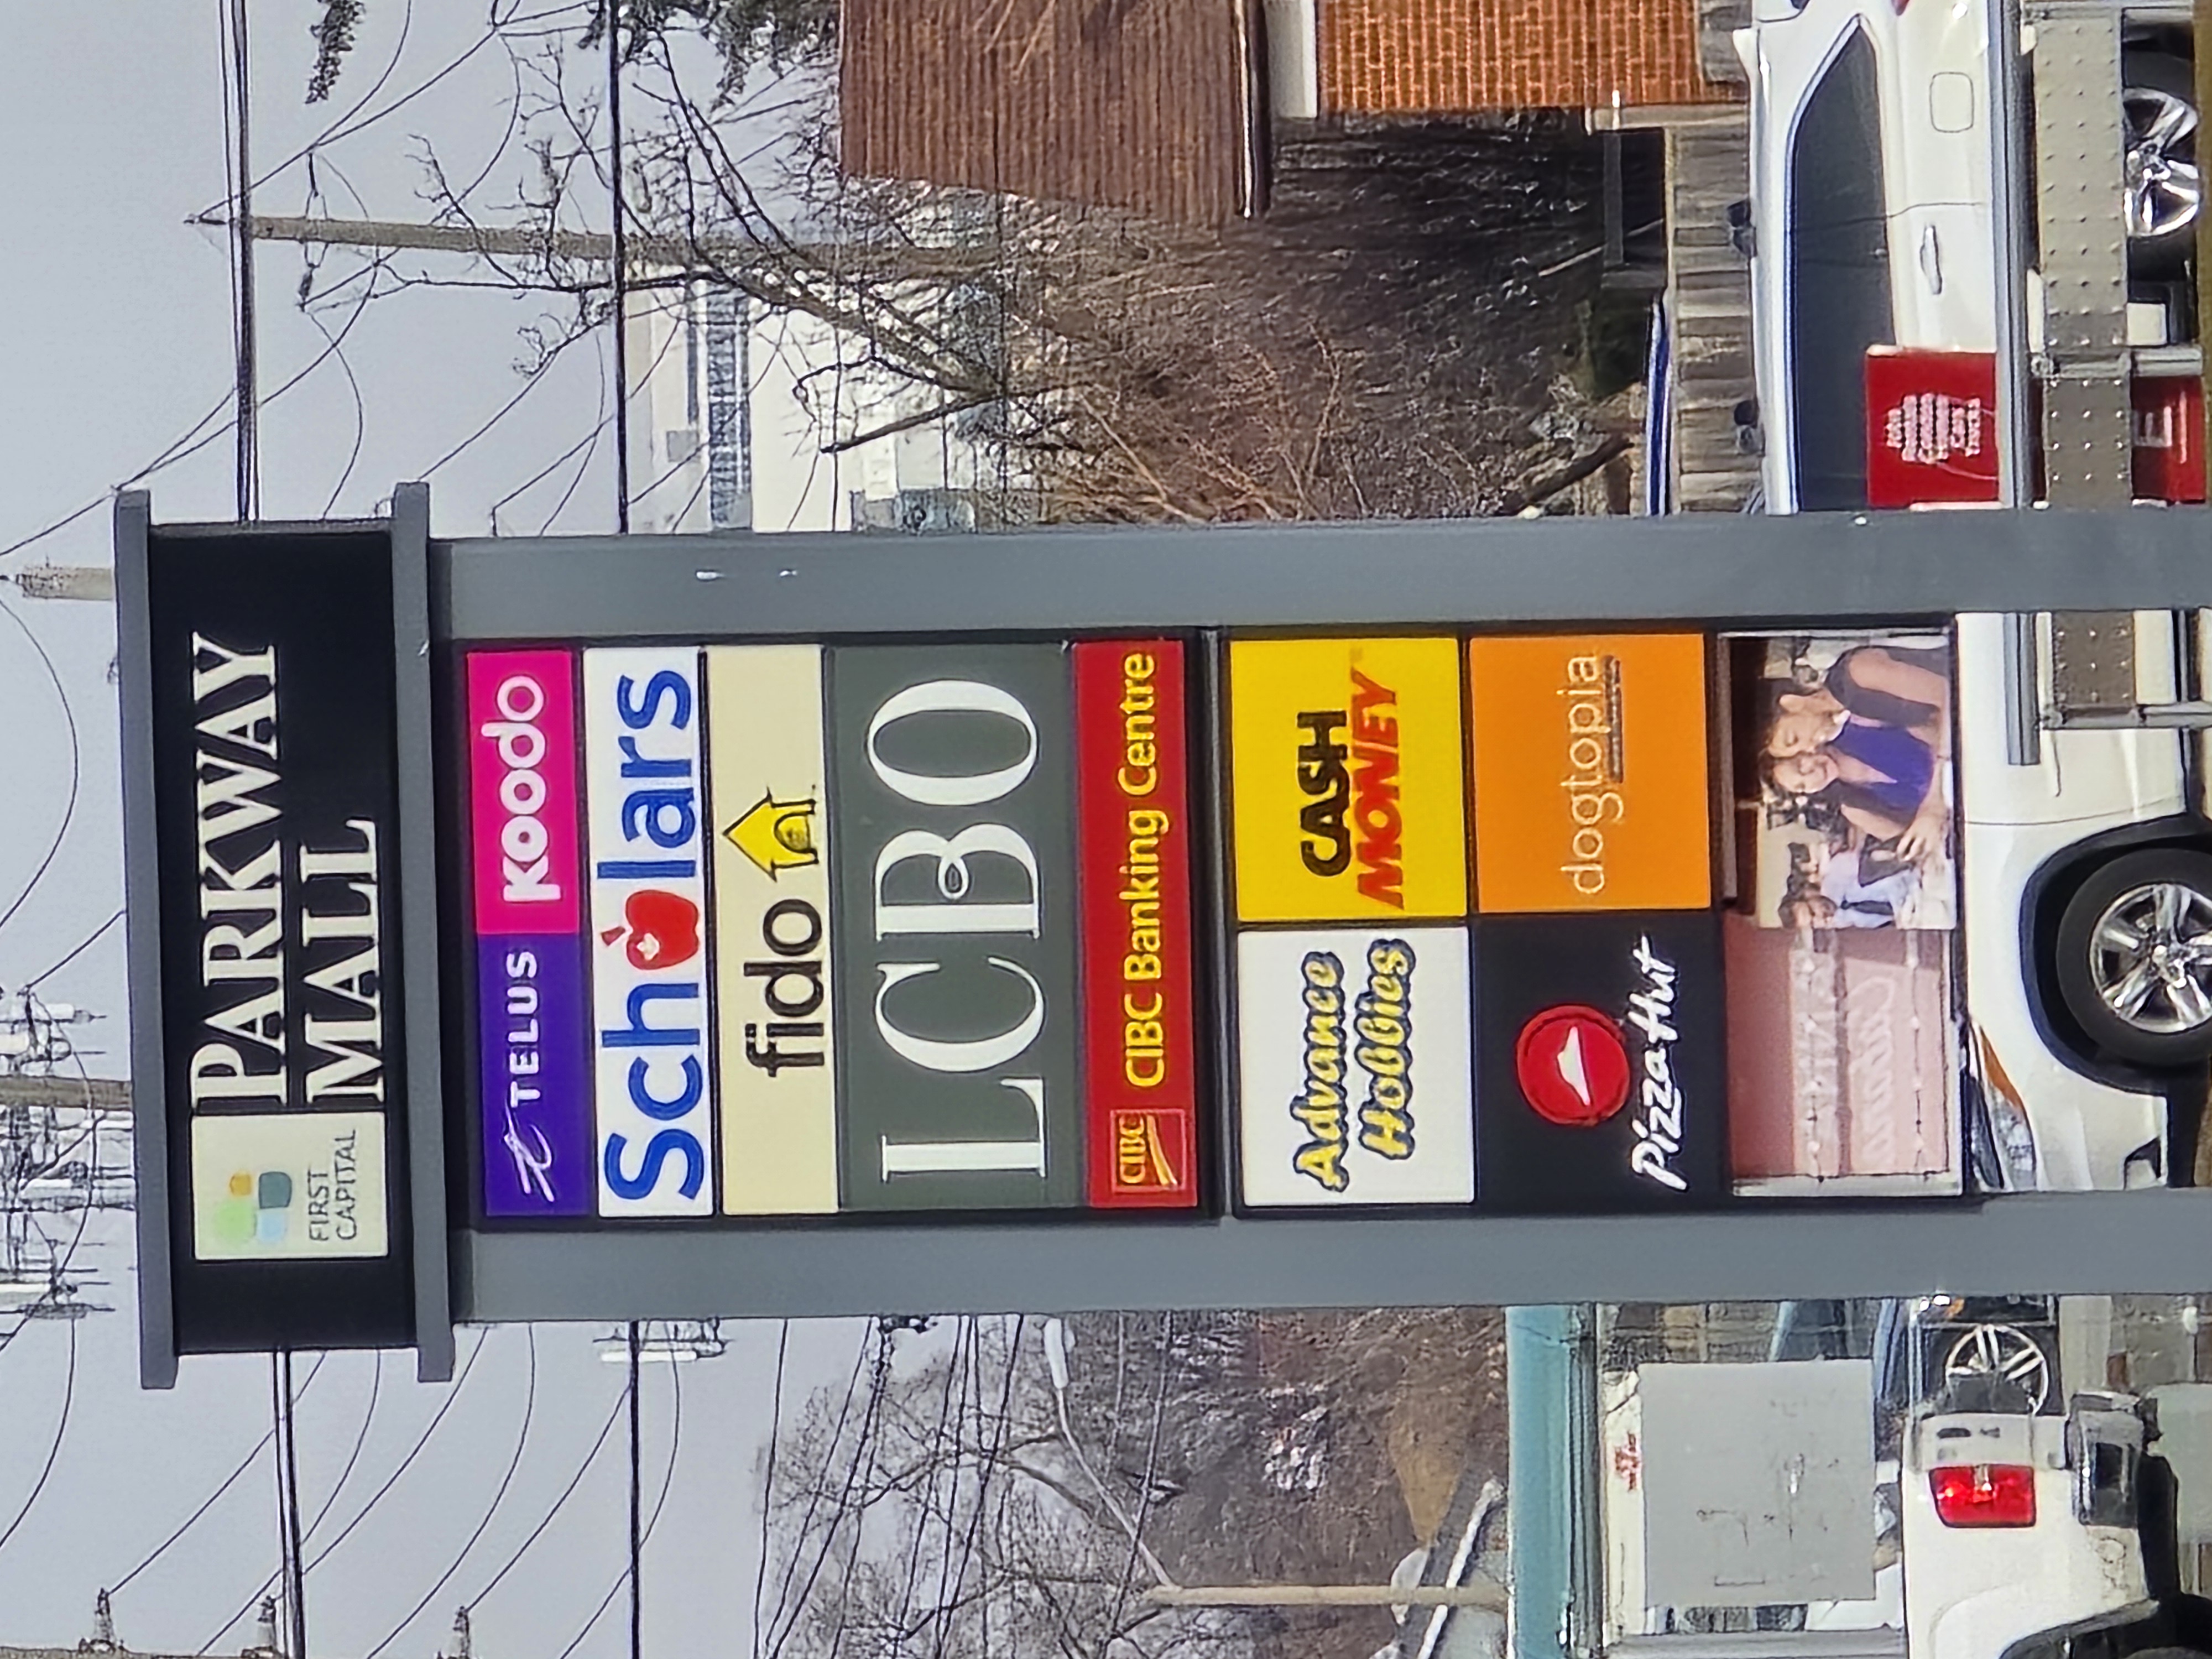 FIRST
CAPITAL
PARKWAY
MALL
TELUS
KOODO
Scholars
fido
LCBO
CIBC
CIBC Banking Centre
Advance
Hobbies
CASH
MONEY
Pizza Hut
dogtopia